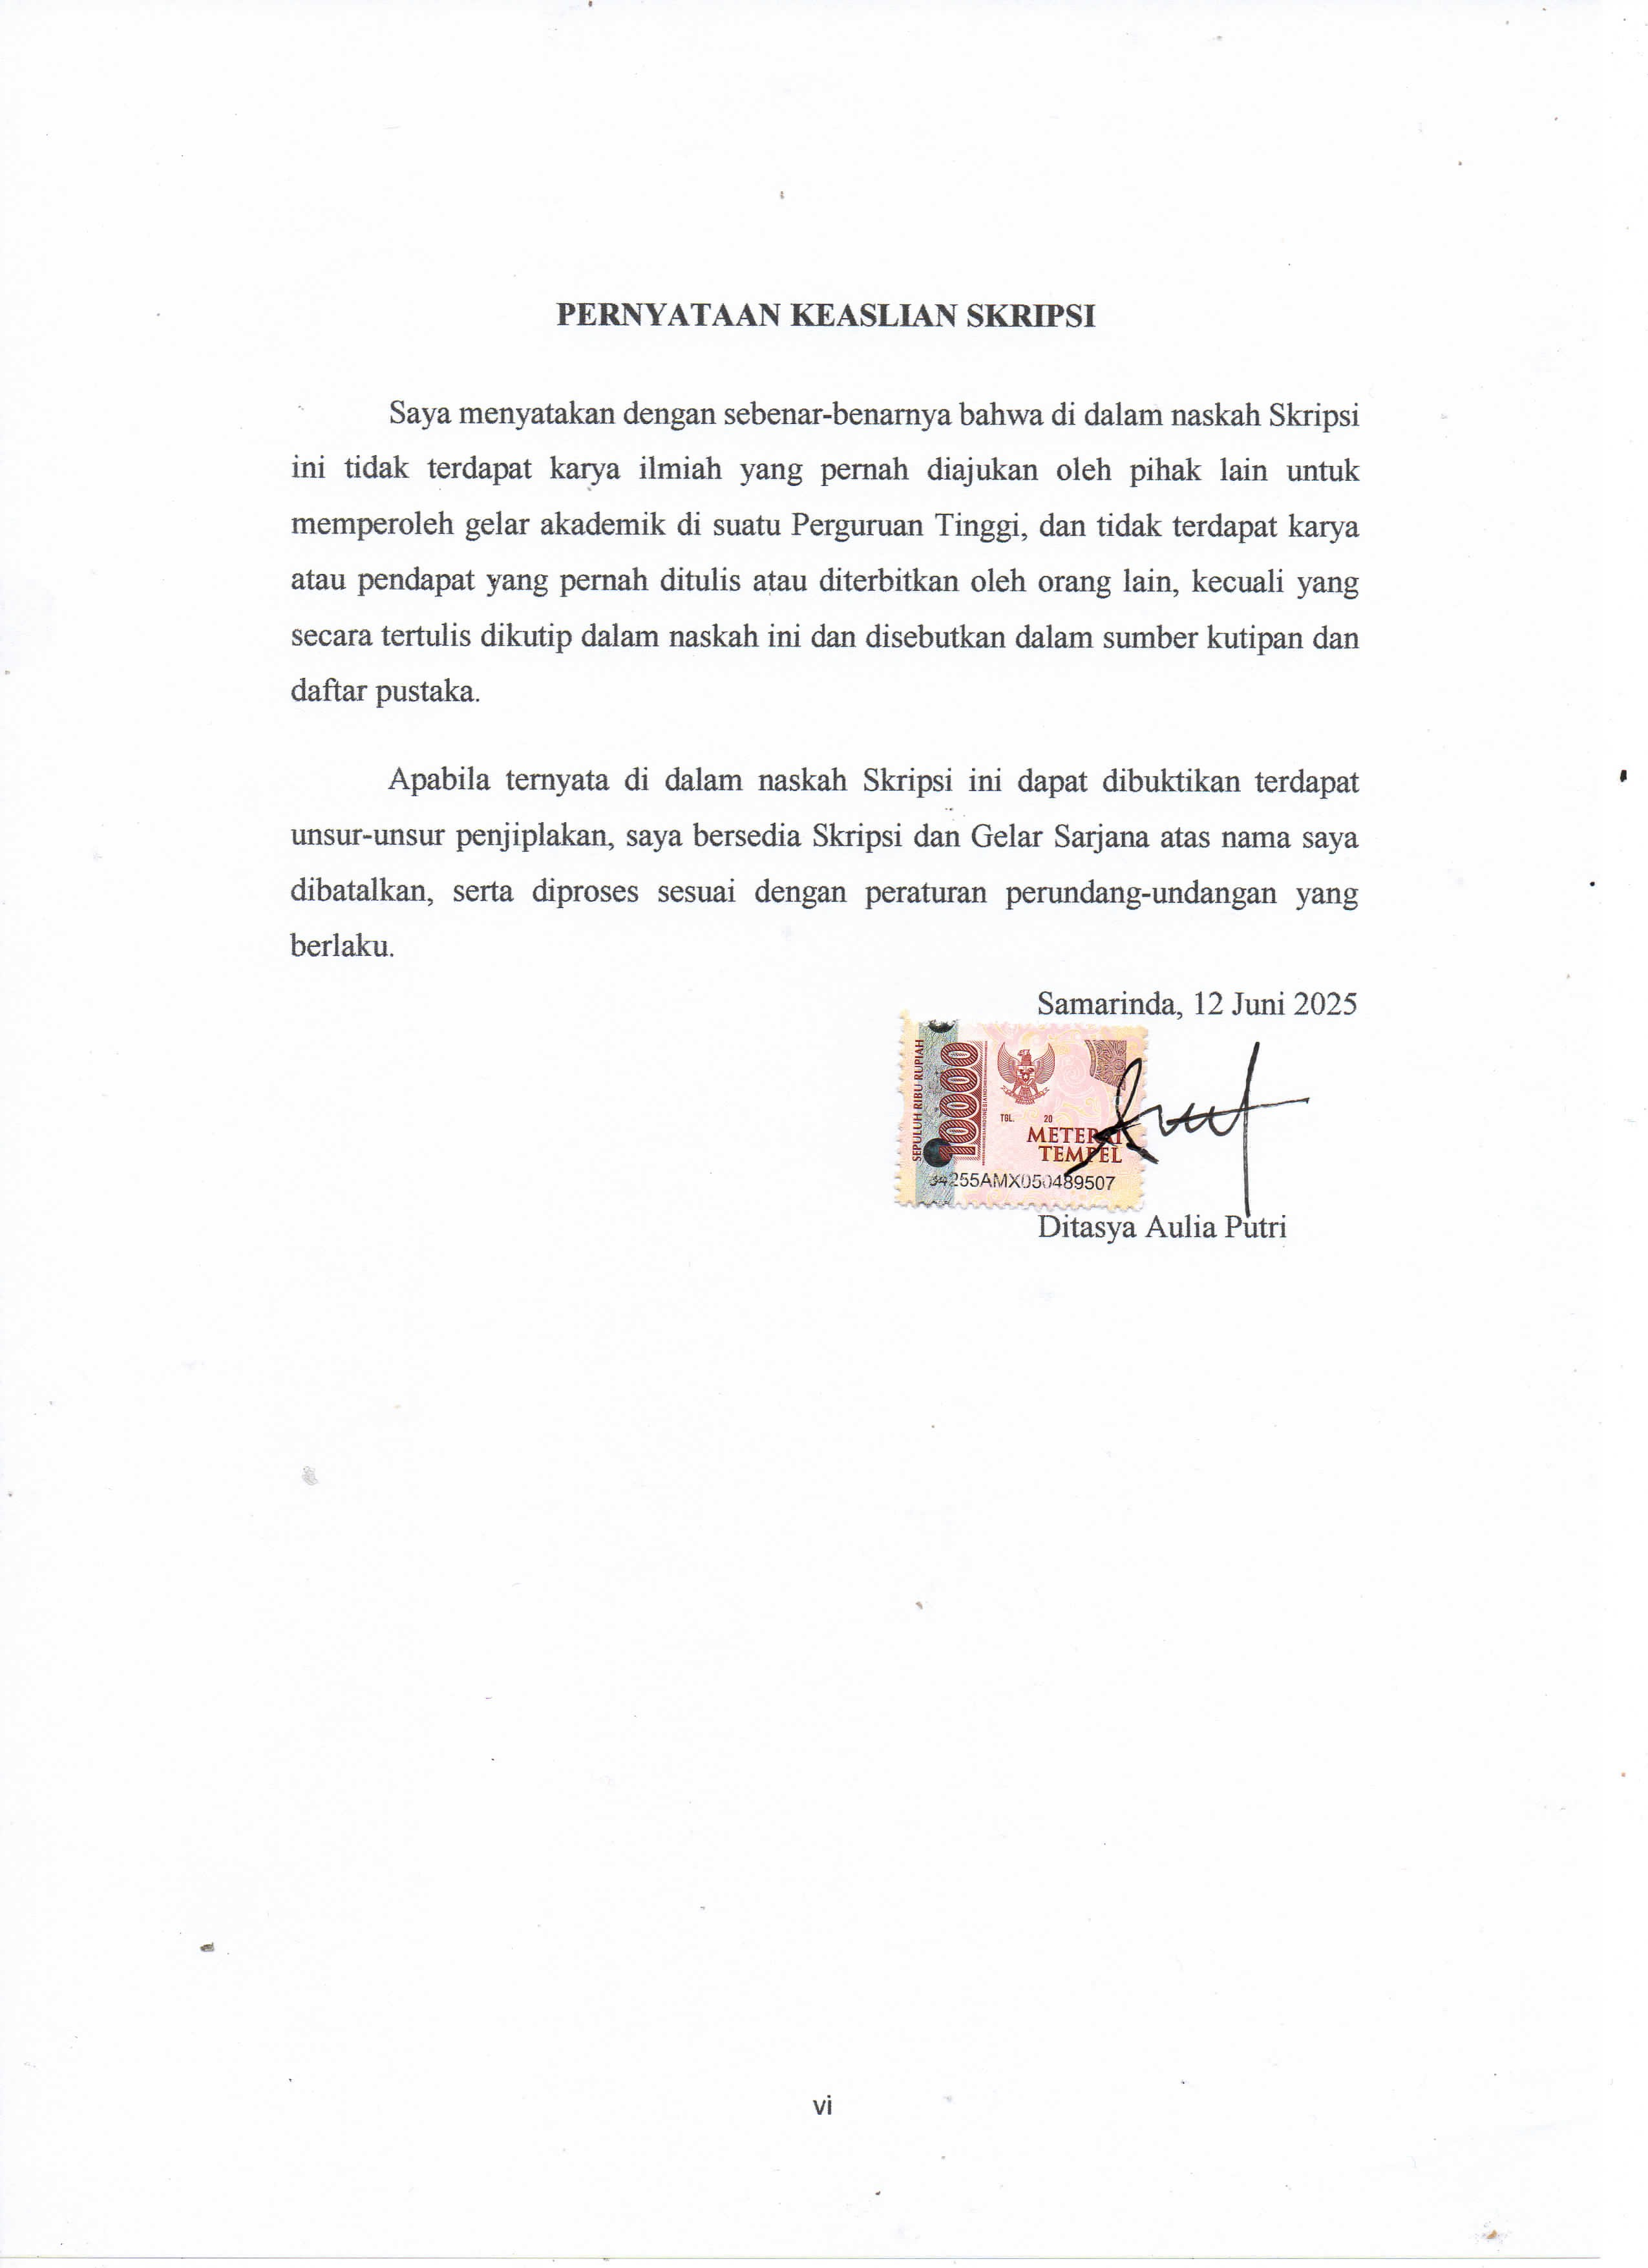 PERNYATAAN KEASLIAN SKRIPSI
Saya menyatakan dengan sebenar-benarnya bahwa di dalam naskah Skripsi
ini tidak terdapat karya ilmiah yang pernah diajukan oleh pihak lain untuk
memperoleh gelar akademik di suatu Perguruan Tinggi, dan tidak terdapat karya
atau pendapat yang pernah ditulis atau diterbitkan oleh orang lain, kecuali yang
secara tertulis dikutip dalam naskah ini dan disebutkan dalam sumber kutipan dan
daftar pustaka.
Apabila ternyata di dalam naskah Skripsi ini dapat dibuktikan terdapat
unsur-unsur penjiplakan, saya bersedia Skripsi dan Gelar Sarjana atas nama saya
dibatalkan, serta diproses sesuai dengan peraturan perundang-undangan yang
berlaku.
Samarinda, 12 Juni 2025
SEPULUH RIBU RUPIAH
10000
TGL. 20
METERAI
TEMPEL
255AMX050489507
Ditasya Aulia Putri
vi